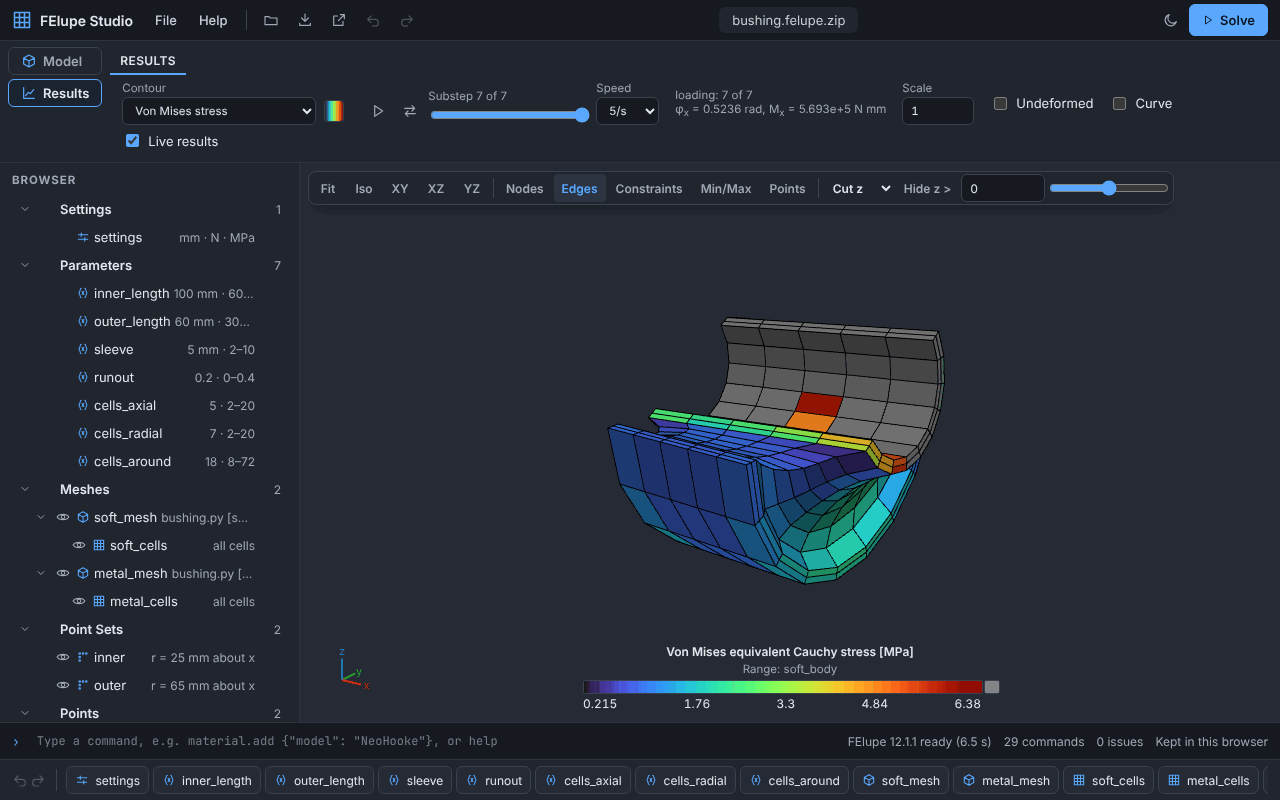 FElupe Studio File Help bushing.felupe.zip Solve
Model RESULTS
Results Contour Von Mises stress Substep 7 of 7 Speed 5/s loading: 7 of 7 Scale 1 Undeformed Curve
φx = 0.5236 rad, Mx = 5.693e+5 N mm
Live results
BROWSER
Settings 1
settings mm · N · MPa
Parameters 7
inner_length 100 mm · 60...
outer_length 60 mm · 30...
sleeve 5 mm · 2–10
runout 0.2 · 0–0.4
cells_axial 5 · 2–20
cells_radial 7 · 2–20
cells_around 18 · 8–72
Meshes 2
soft_mesh bushing.py [s...
soft_cells all cells
metal_mesh bushing.py [...
metal_cells all cells
Point Sets 2
inner r = 25 mm about x
outer r = 65 mm about x
Points 2
Fit Iso XY XZ YZ Nodes Edges Constraints Min/Max Points Cut z Hide z > 0
z
y
x
Von Mises equivalent Cauchy stress [MPa]
Range: soft_body
0.215 1.76 3.3 4.84 6.38
› Type a command, e.g. material.add {"model": "NeoHooke"}, or help FElupe 12.1.1 ready (6.5 s) 29 commands 0 issues Kept in this browser
settings inner_length outer_length sleeve runout cells_axial cells_radial cells_around soft_mesh metal_mesh soft_cells metal_cells